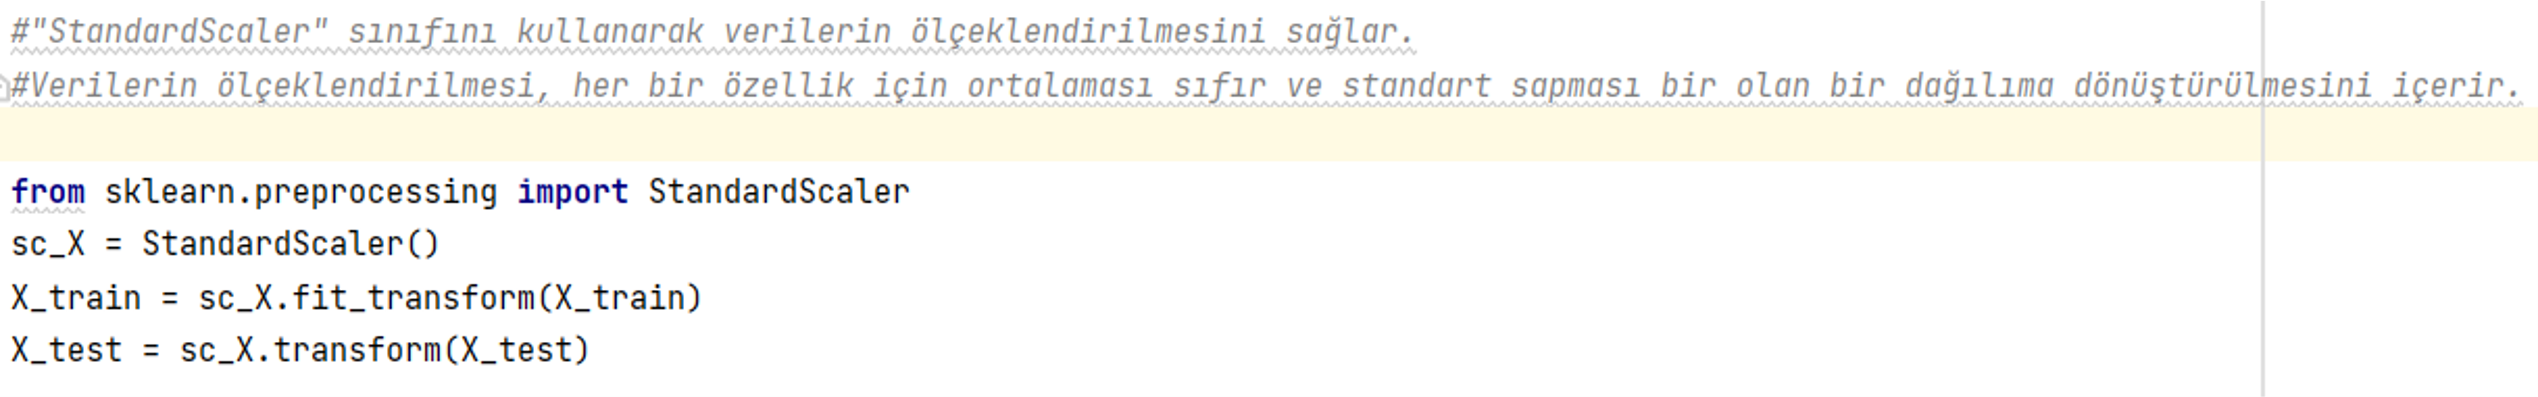 #"StandardScaler" sınıfını kullanarak verilerin ölçeklendirilmesini sağlar.
#Verilerin ölçeklendirilmesi, her bir özellik için ortalaması sıfır ve standart sapması bir olan bir dağılıma dönüştürülmesini içerir.
from sklearn.preprocessing import StandardScaler
sc_X = StandardScaler()
X_train = sc_X.fit_transform(X_train)
X_test = sc_X.transform(X_test)